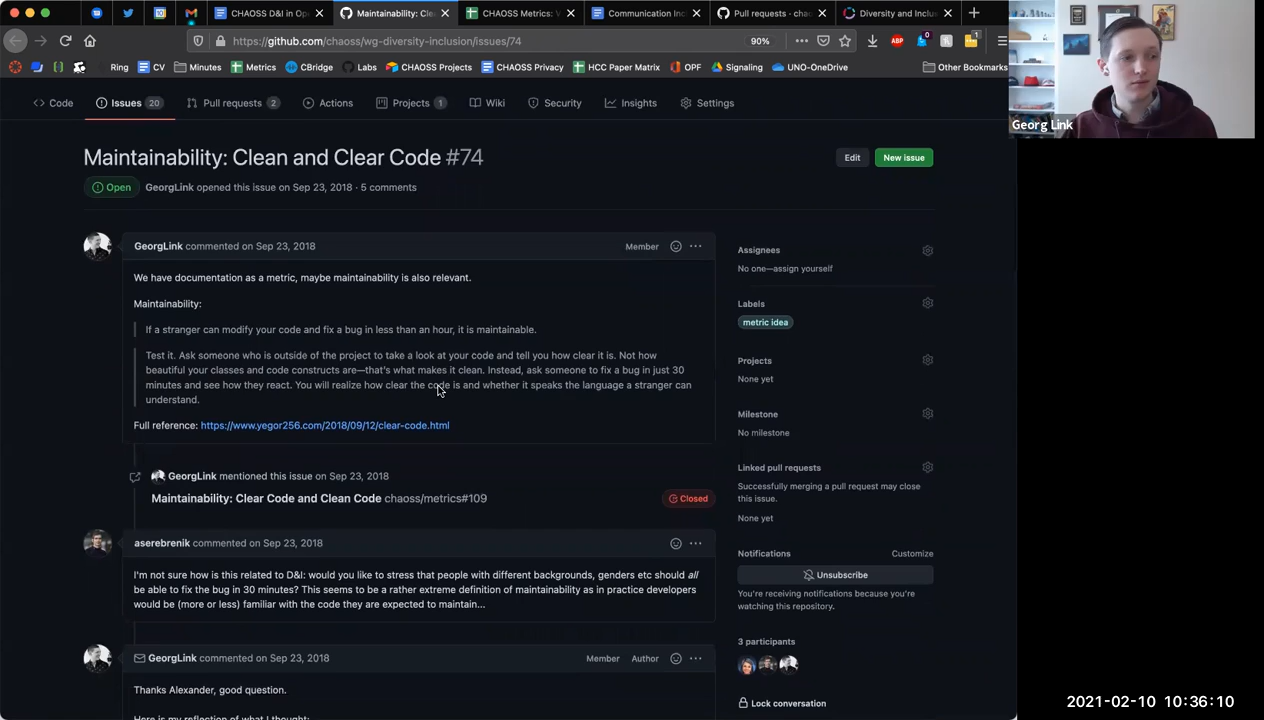 CHAOSS D&I in Op
Maintainability: Cle
CHAOSS Metrics: V
Communication Inc
Pull requests · chao
Diversity and Inclus
https://github.com/chaoss/wg-diversity-inclusion/issues/74
90%
ABP
0
1
Ring
CV
Minutes
Metrics
CBridge
Labs
CHAOSS Projects
CHAOSS Privacy
HCC Paper Matrix
OPF
Signaling
UNO-OneDrive
Other Bookmarks
Georg Link
Code
Issues 20
Pull requests 2
Actions
Projects 1
Wiki
Security
Insights
Settings
Maintainability: Clean and Clear Code #74
Edit
New issue
Open
GeorgLink opened this issue on Sep 23, 2018 · 5 comments
GeorgLink commented on Sep 23, 2018
Member
We have documentation as a metric, maybe maintainability is also relevant.
Maintainability:
If a stranger can modify your code and fix a bug in less than an hour, it is maintainable.
Test it. Ask someone who is outside of the project to take a look at your code and tell you how clear it is. Not how
beautiful your classes and code constructs are—that's what makes it clean. Instead, ask someone to fix a bug in just 30
minutes and see how they react. You will realize how clear the code is and whether it speaks the language a stranger can
understand.
Full reference: https://www.yegor256.com/2018/09/12/clear-code.html
GeorgLink mentioned this issue on Sep 23, 2018
Maintainability: Clear Code and Clean Code chaoss/metrics#109
Closed
aserebrenik commented on Sep 23, 2018
I'm not sure how is this related to D&I: would you like to stress that people with different backgrounds, genders etc should all
be able to fix the bug in 30 minutes? This seems to be a rather extreme definition of maintainability as in practice developers
would be (more or less) familiar with the code they are expected to maintain...
GeorgLink commented on Sep 23, 2018
Member
Author
Thanks Alexander, good question.
Here is my reflection of what I thought:
Assignees
No one—assign yourself
Labels
metric idea
Projects
None yet
Milestone
No milestone
Linked pull requests
Successfully merging a pull request may close
this issue.
None yet
Notifications
Customize
Unsubscribe
You're receiving notifications because you're
watching this repository.
3 participants
Lock conversation
2021-02-10 10:36:10